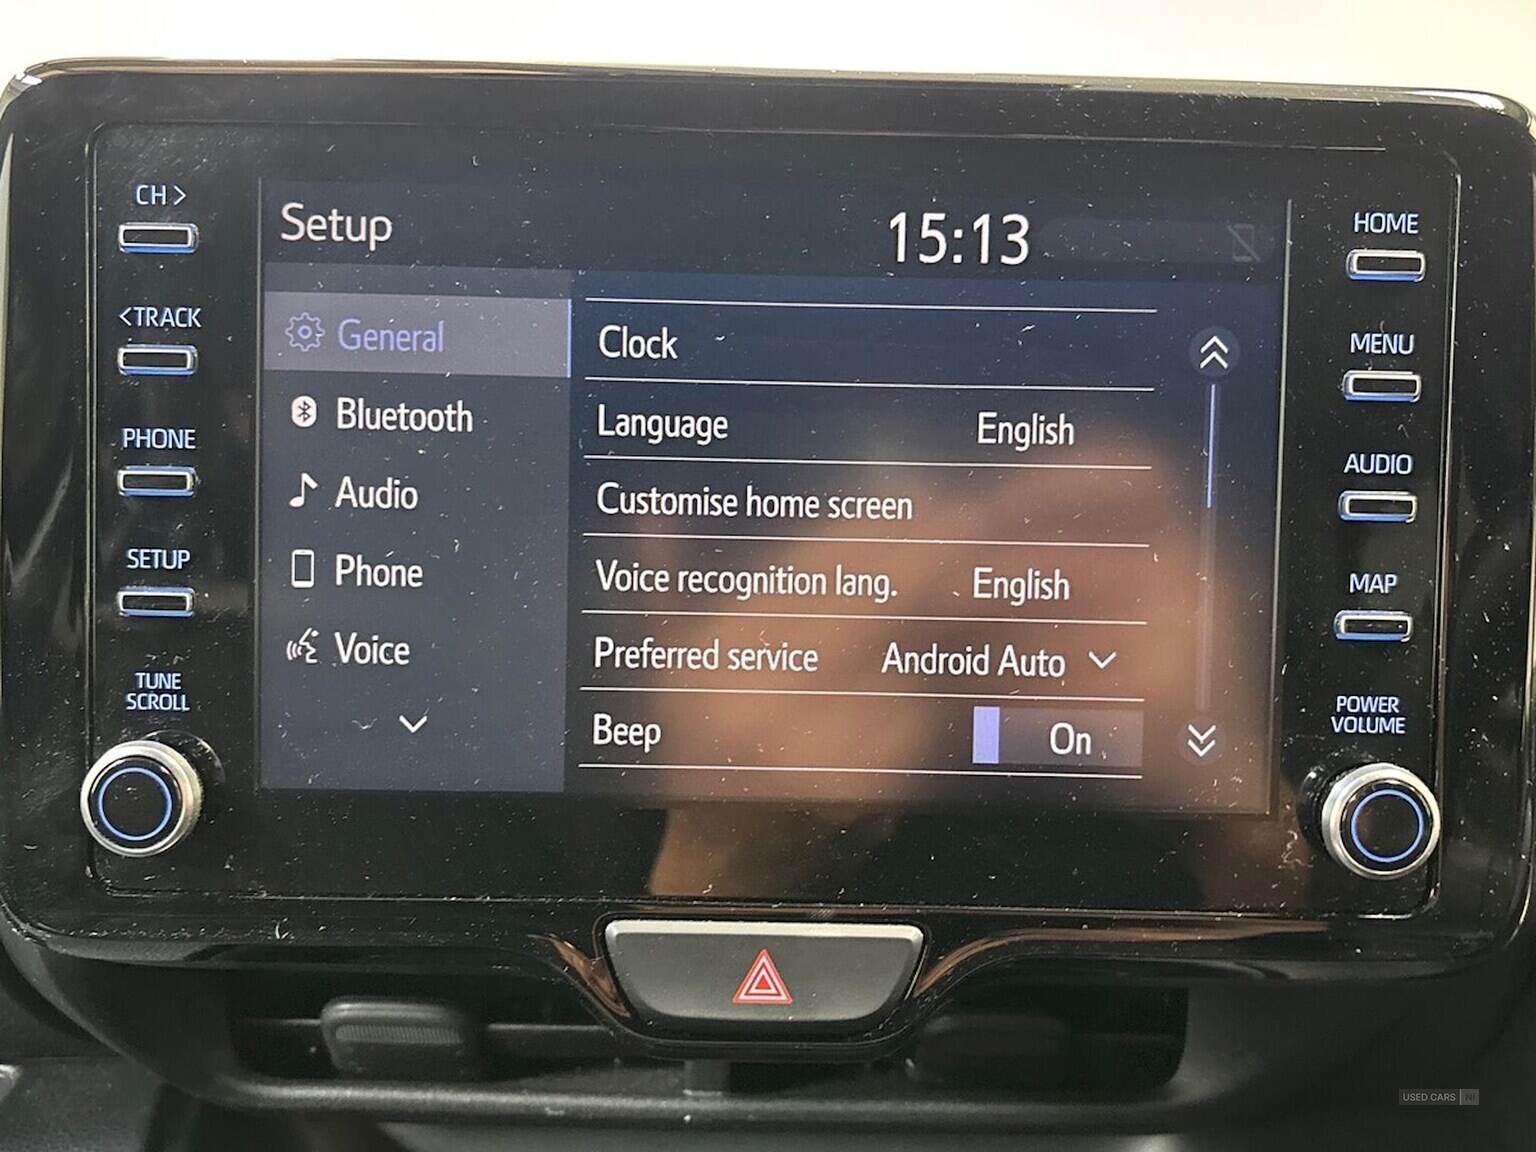 CH >
<TRACK
PHONE
SETUP
TUNE
SCROLL
Setup
15:13
General
Bluetooth
Audio
Phone
Voice
Clock
Language English
Customise home screen
Voice recognition lang. English
Preferred service Android Auto
Beep On
HOME
MENU
AUDIO
MAP
POWER
VOLUME
USED CARS NI